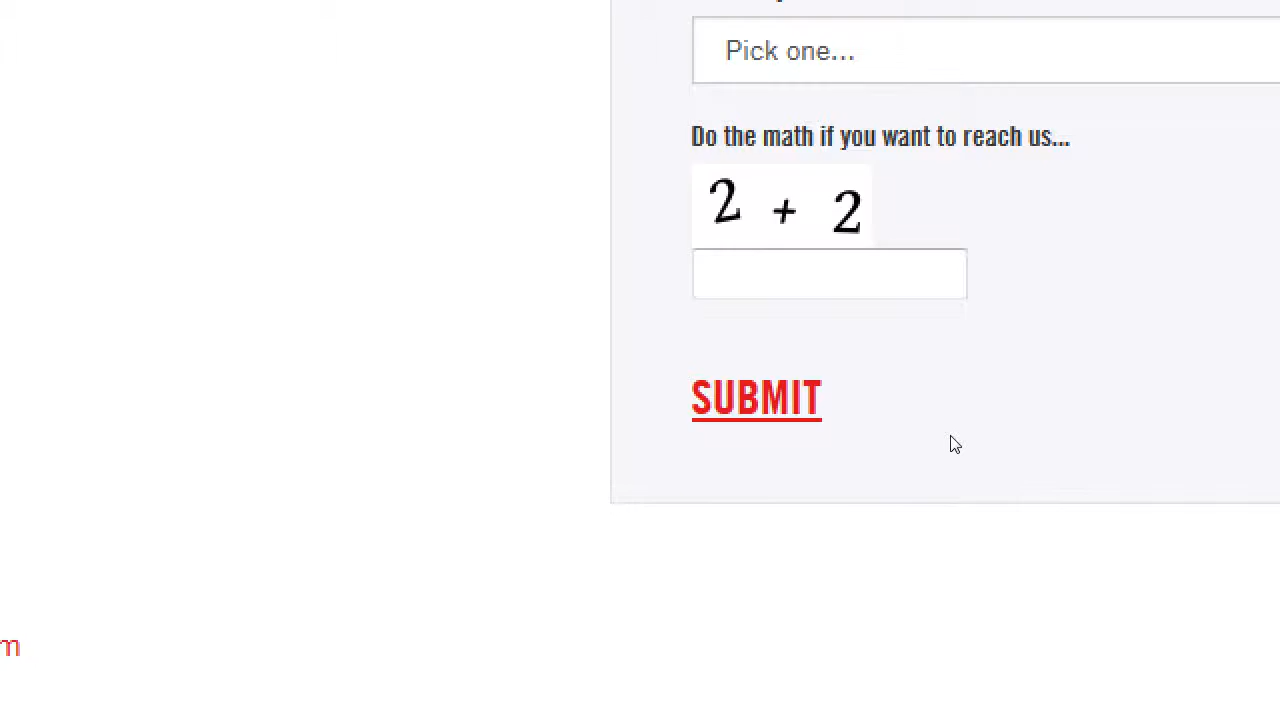 Pick one...
Do the math if you want to reach us...
2 + 2
SUBMIT
m